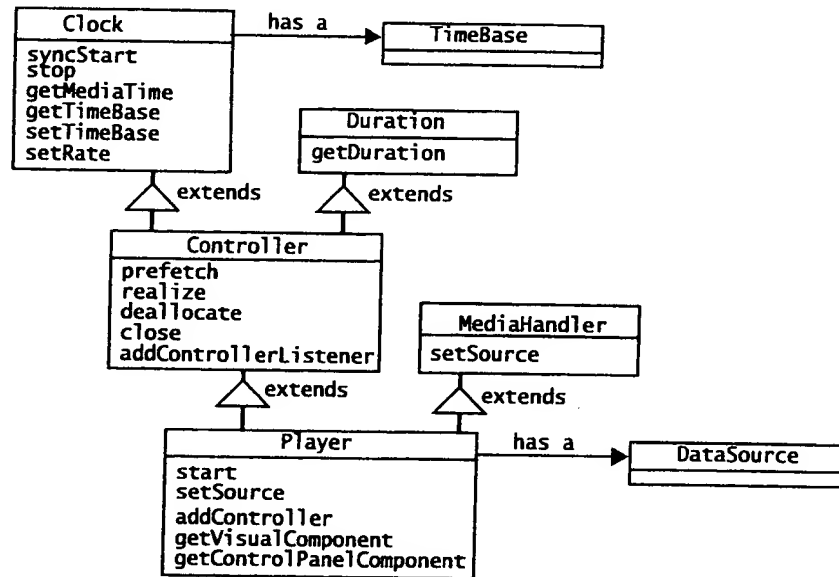 Clock
syncStart
stop
getMediaTime
getTimeBase
setTimeBase
setRate
has a
TimeBase
Duration
getDuration
extends
extends
Controller
prefetch
realize
deallocate
close
addControllerListener
MediaHandler
setSource
extends
extends
Player
start
setSource
addController
getVisualComponent
getControlPanelComponent
has a
DataSource